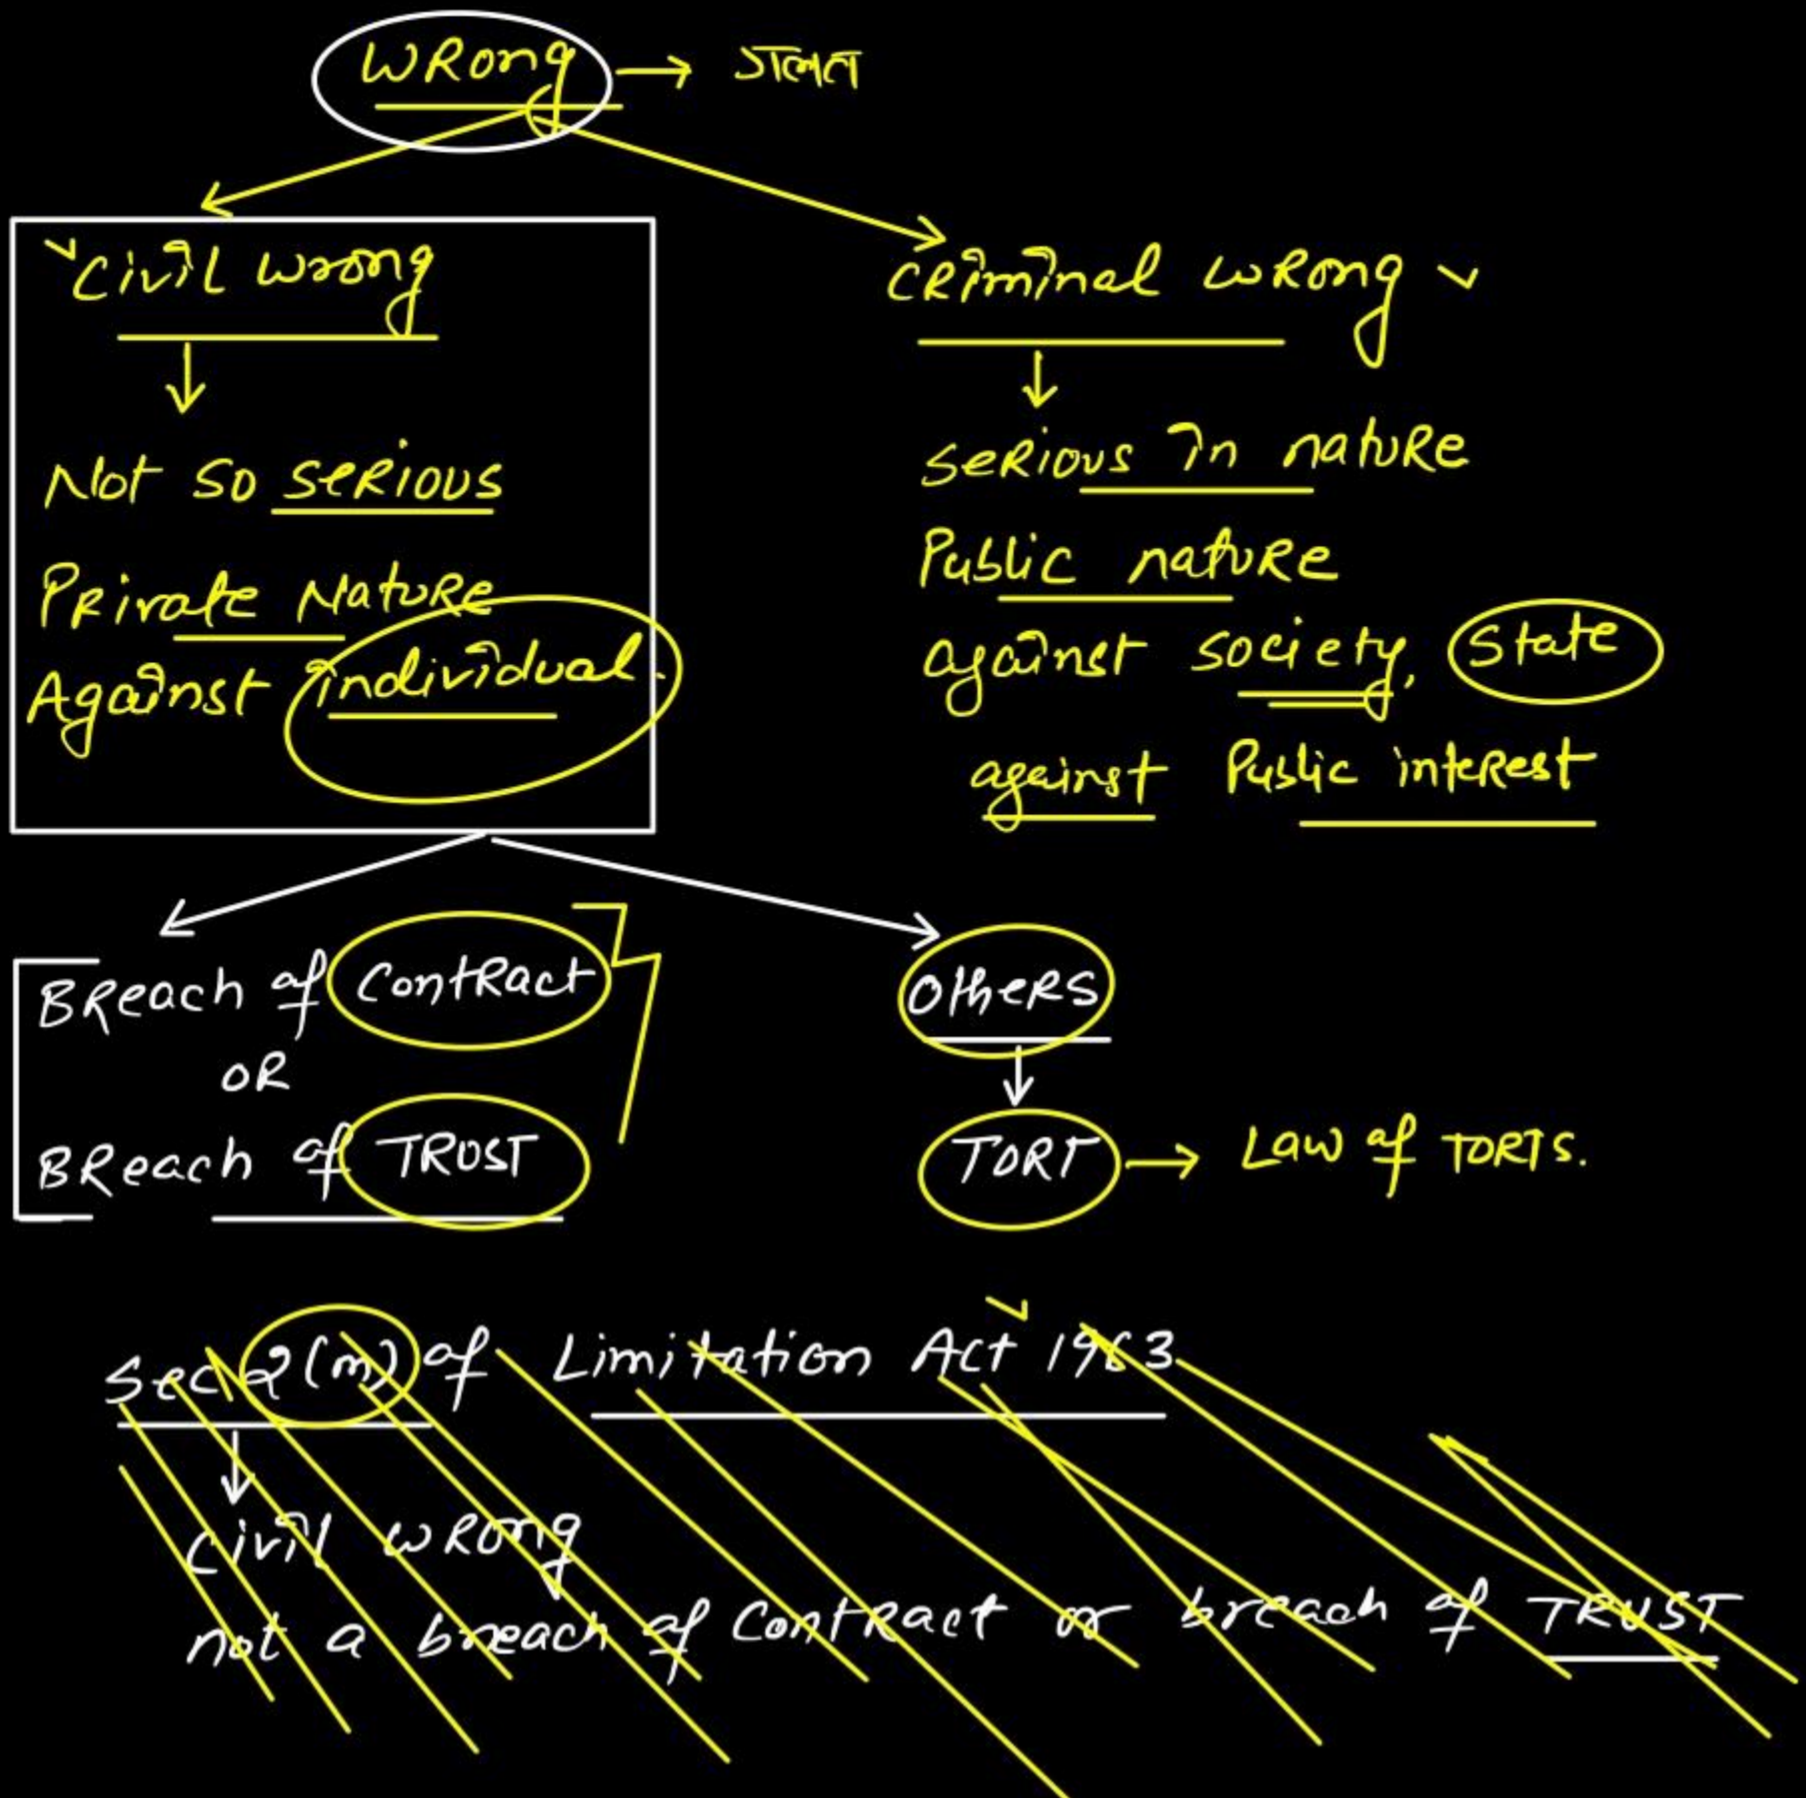 WRong → गलत
Civil wrong
CRiminal wRong
Not so seRious
PRivate NatuRe
Against individual.
seRious in natuRe
Public natuRe
against society, State
against Public inteRest
BReach of ContRact
OR
BReach of TRUST
OtheRS
TORT → Law of TORTS.
Sec 2(m) of Limitation Act 1963
Civil wRong
not a breach of ContRact or breach of TRUST